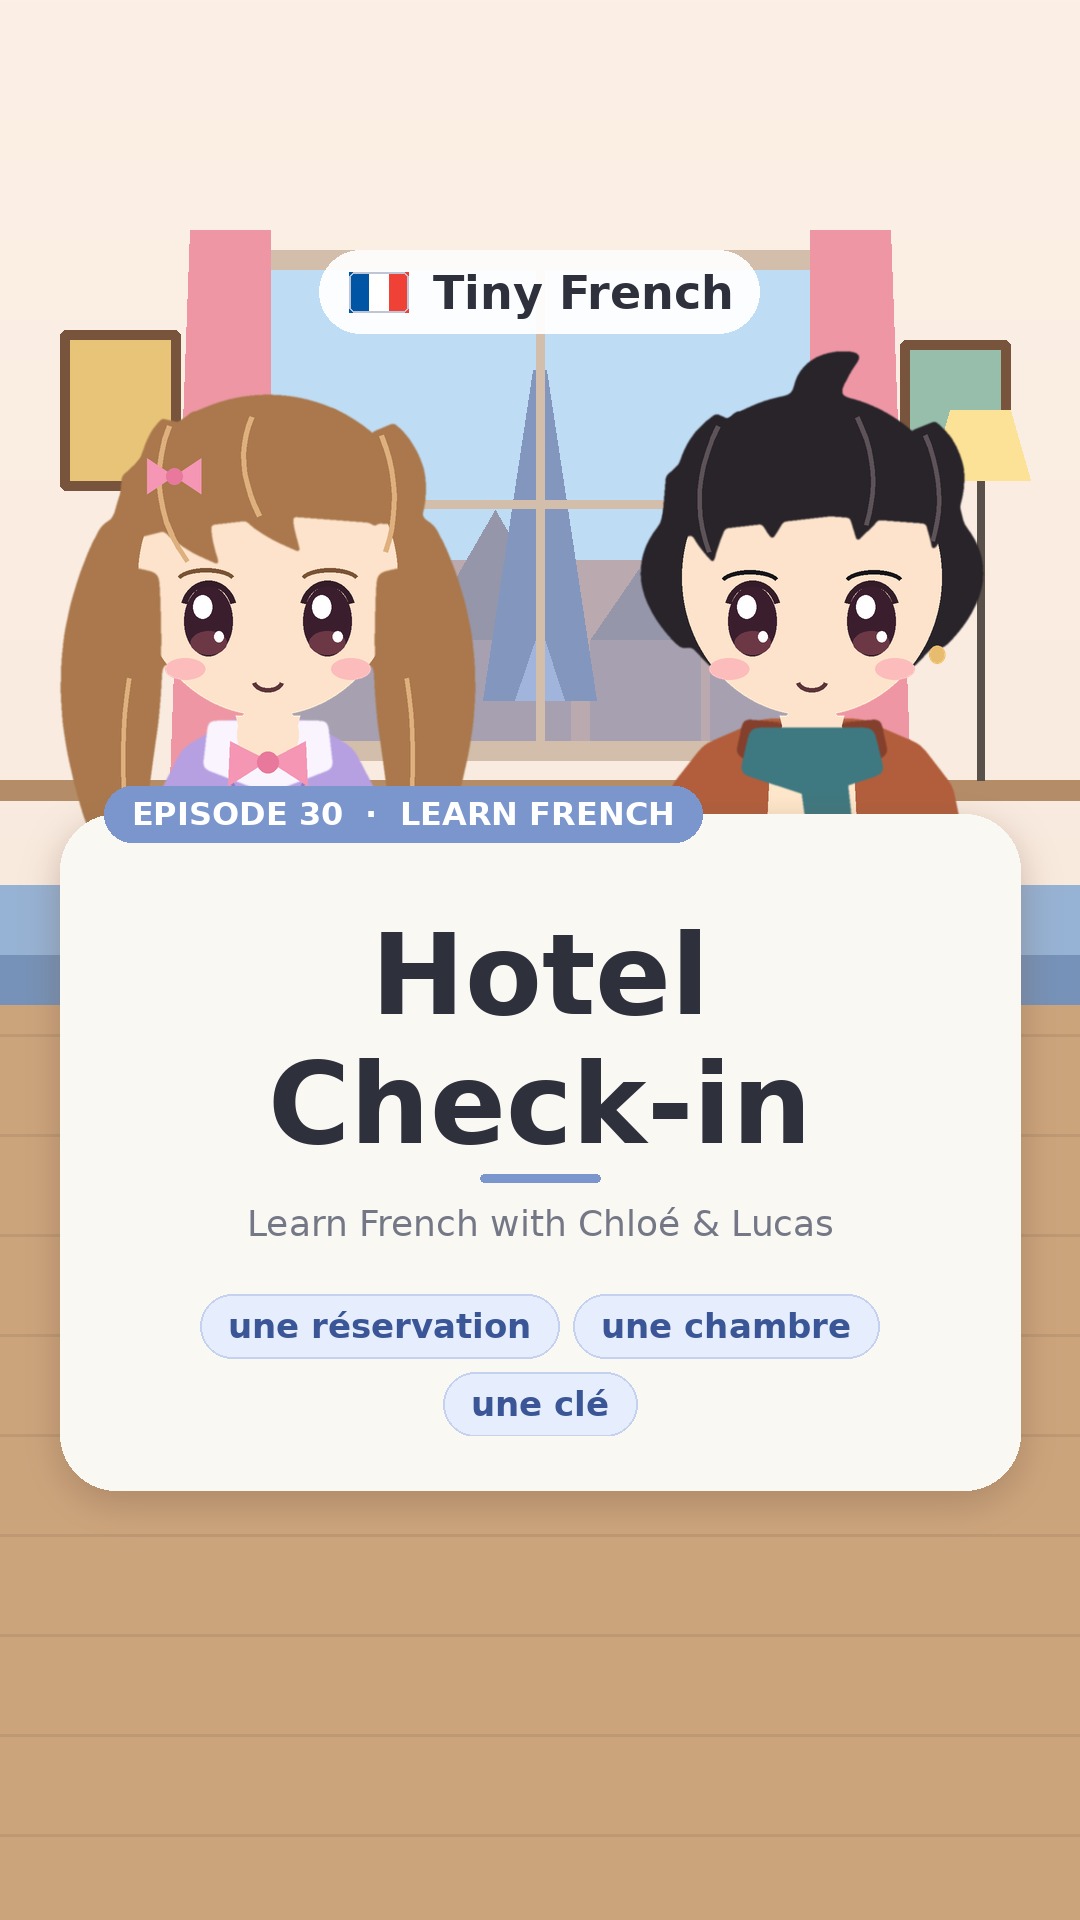 Tiny French
EPISODE 30 · LEARN FRENCH
Hotel
Check-in
Learn French with Chloé & Lucas
une réservation
une chambre
une clé